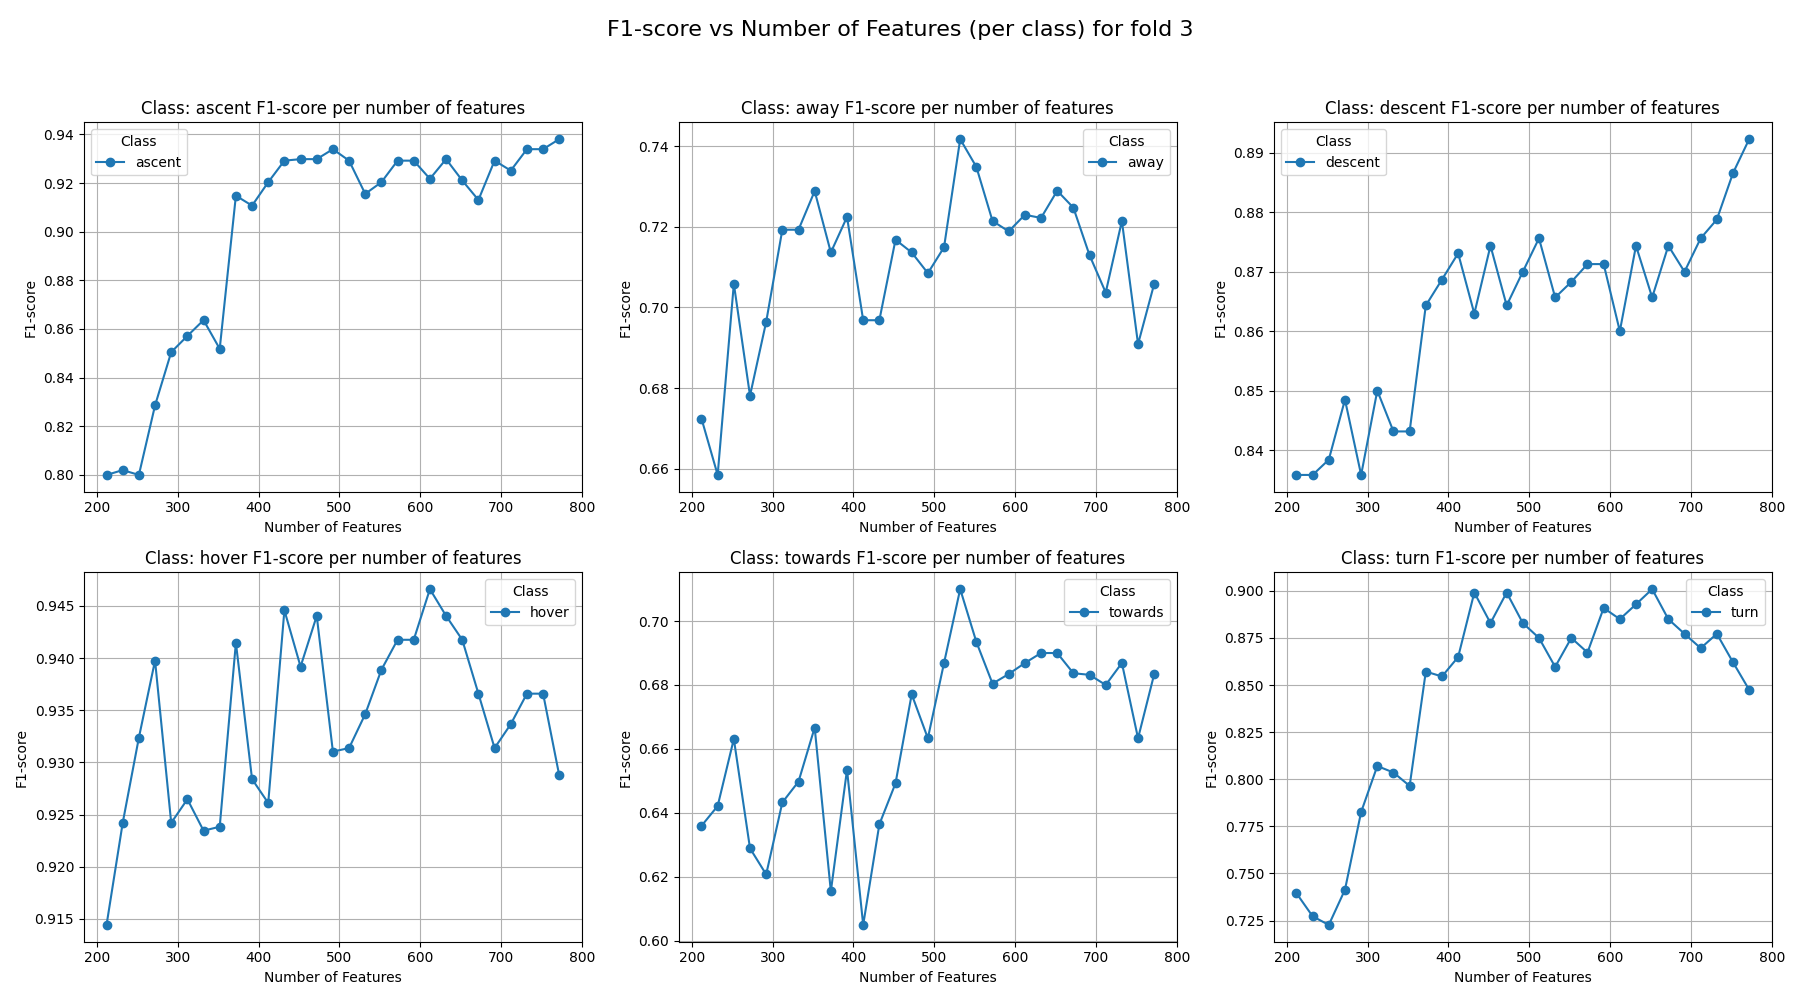 F1-score vs Number of Features (per class) for fold 3
Class: ascent F1-score per number of features
Class
ascent
F1-score
0.94
0.92
0.90
0.88
0.86
0.84
0.82
0.80
200 300 400 500 600 700 800
Number of Features
Class: away F1-score per number of features
Class
away
F1-score
0.74
0.72
0.70
0.68
0.66
200 300 400 500 600 700 800
Number of Features
Class: descent F1-score per number of features
Class
descent
F1-score
0.89
0.88
0.87
0.86
0.85
0.84
200 300 400 500 600 700 800
Number of Features
Class: hover F1-score per number of features
Class
hover
F1-score
0.945
0.940
0.935
0.930
0.925
0.920
0.915
200 300 400 500 600 700 800
Number of Features
Class: towards F1-score per number of features
Class
towards
F1-score
0.70
0.68
0.66
0.64
0.62
0.60
200 300 400 500 600 700 800
Number of Features
Class: turn F1-score per number of features
Class
turn
F1-score
0.900
0.875
0.850
0.825
0.800
0.775
0.750
0.725
200 300 400 500 600 700 800
Number of Features